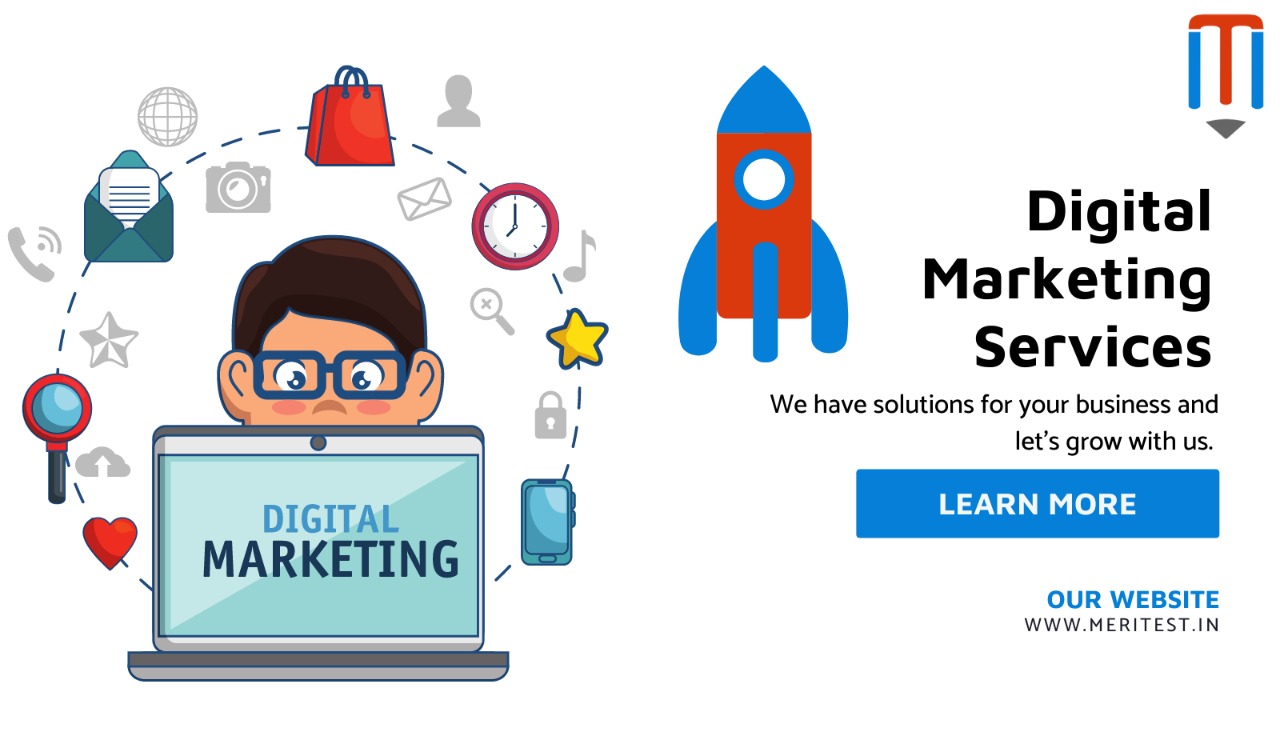 DIGITAL
MARKETING
Digital
Marketing
Services
We have solutions for your business and
let's grow with us.
LEARN MORE
OUR WEBSITE
WWW.MERITEST.IN